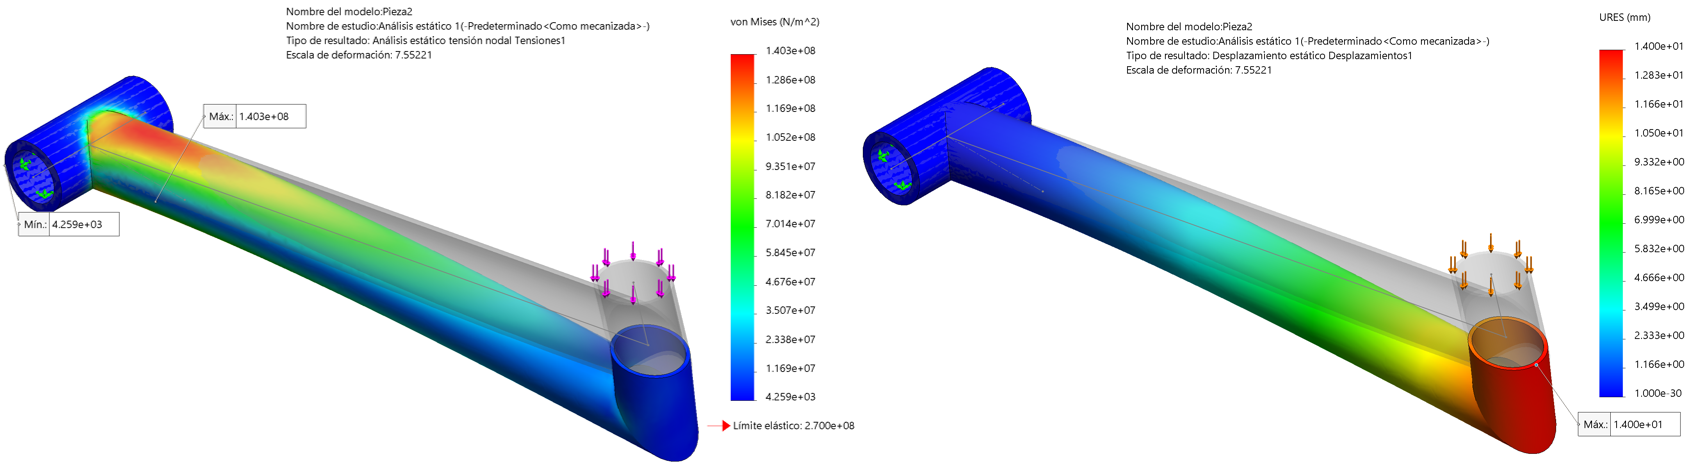 Nombre del modelo:Pieza2
Nombre de estudio:Análisis estático 1(-Predeterminado<Como mecanizada>-)
Tipo de resultado: Análisis estático tensión nodal Tensiones1
Escala de deformación: 7.55221
von Mises (N/m^2)
1.403e+08
1.286e+08
1.169e+08
1.052e+08
9.351e+07
8.182e+07
7.014e+07
5.845e+07
4.676e+07
3.507e+07
2.338e+07
1.169e+07
4.259e+03
Límite elástico: 2.700e+08
Máx.: 1.403e+08
Mín.: 4.259e+03
Nombre del modelo:Pieza2
Nombre de estudio:Análisis estático 1(-Predeterminado<Como mecanizada>-)
Tipo de resultado: Desplazamiento estático Desplazamientos1
Escala de deformación: 7.55221
URES (mm)
1.400e+01
1.283e+01
1.166e+01
1.050e+01
9.332e+00
8.165e+00
6.999e+00
5.832e+00
4.666e+00
3.499e+00
2.333e+00
1.166e+00
1.000e-30
Máx.: 1.400e+01